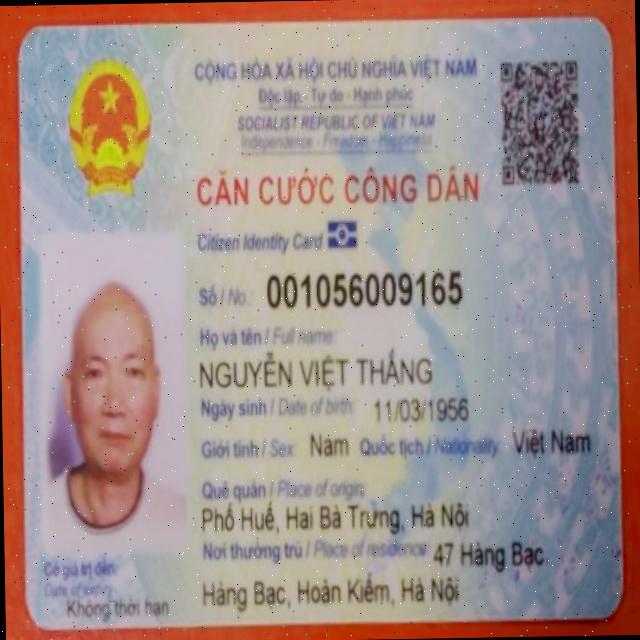 CỘNG HÒA XÃ HỘI CHỦ NGHĨA VIỆT NAM
Độc lập - Tự do - Hạnh phúc
SOCIALIST REPUBLIC OF VIET NAM
Independence - Freedom - Happiness
CĂN CƯỚC CÔNG DÂN
Citizen Identity Card
Số / No.: 001056009165
Họ và tên / Full name:
NGUYỄN VIỆT THẮNG
Ngày sinh / Date of birth: 11/03/1956
Giới tính / Sex: Nam Quốc tịch / Nationality: Việt Nam
Quê quán / Place of origin:
Phố Huế, Hai Bà Trưng, Hà Nội
Nơi thường trú / Place of residence: 47 Hàng Bạc
Hàng Bạc, Hoàn Kiếm, Hà Nội
Có giá trị đến:
Date of expiry
Không thời hạn